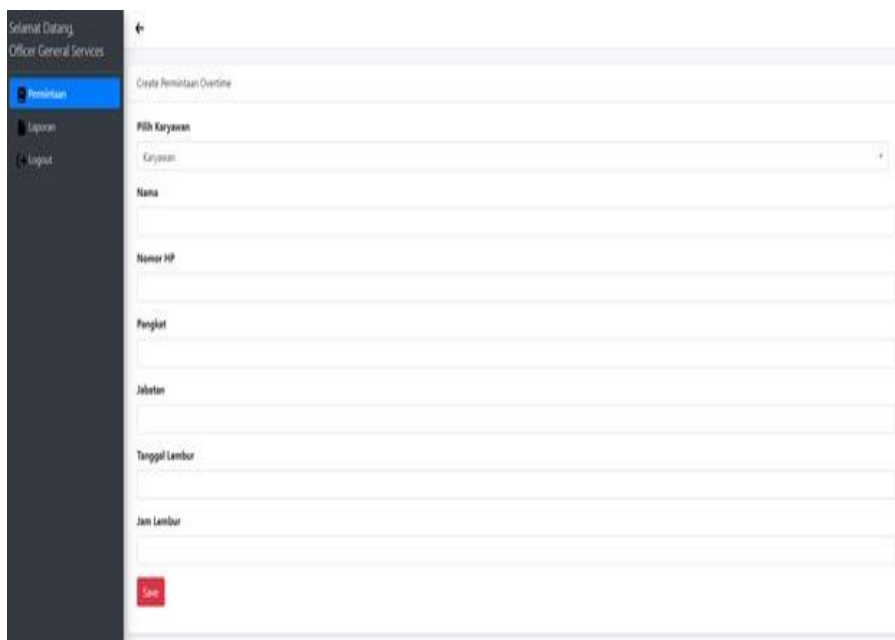 Selamat Datang,
Officer General Services
Permintaan
Laporan
Logout
Create Permintaan Overtime
Pilih Karyawan
Karyawan
Nama
Nomor HP
Pangkat
Jabatan
Tanggal Lembur
Jam Lembur
Save